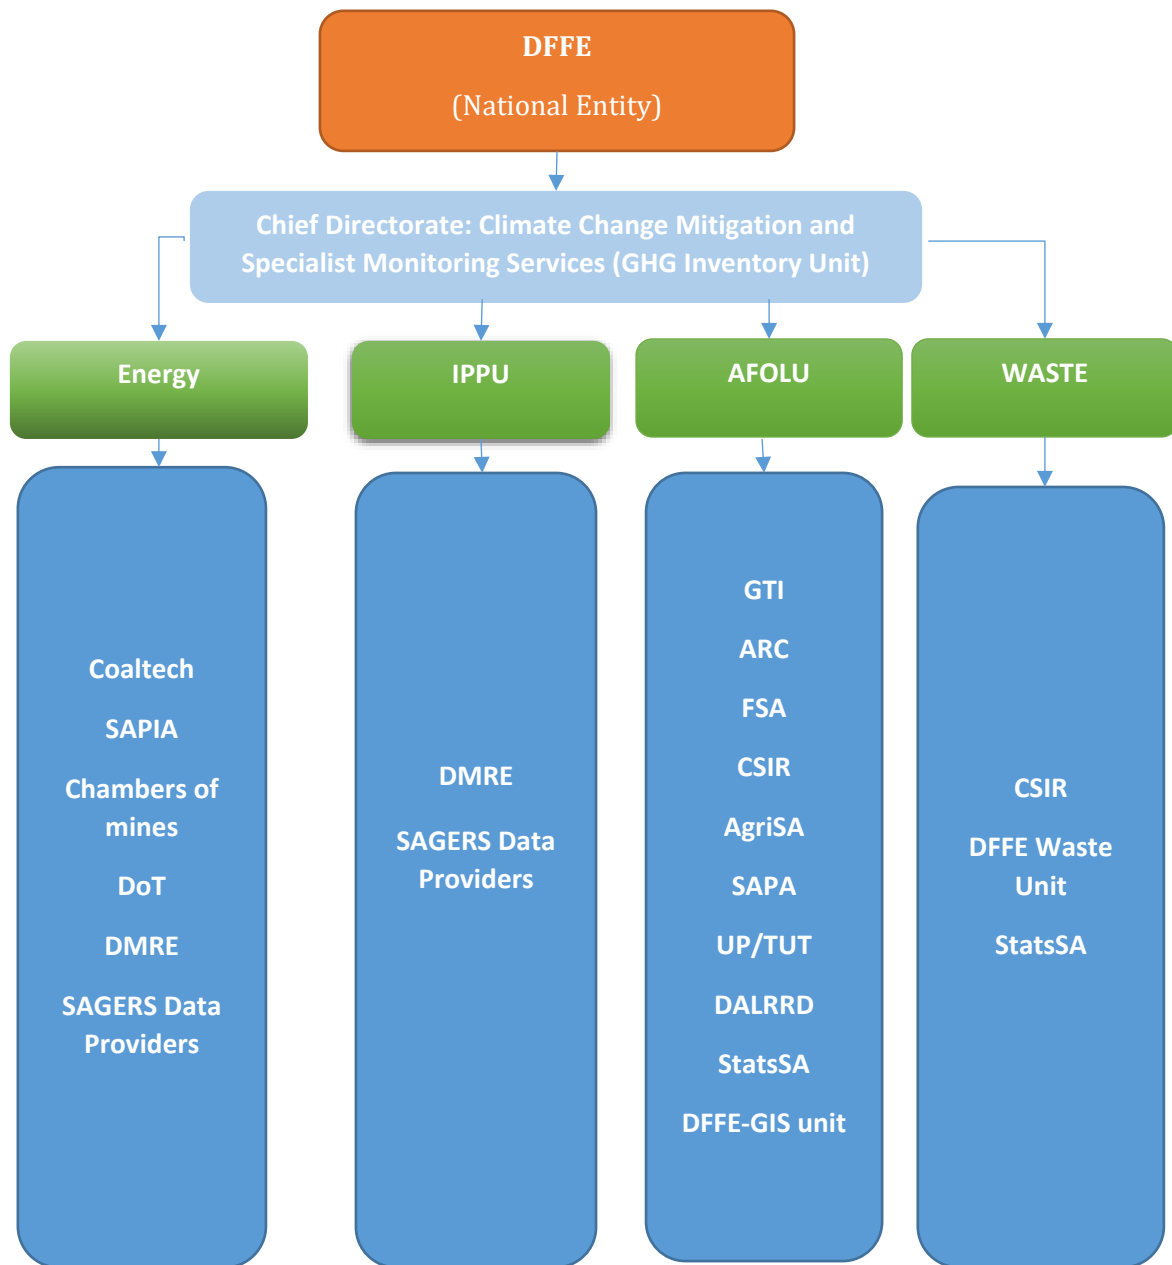 DFFE
(National Entity)
Chief Directorate: Climate Change Mitigation and
Specialist Monitoring Services (GHG Inventory Unit)
Energy
IPPU
AFOLU
WASTE
Coaltech
SAPIA
Chambers of
mines
DoT
DMRE
SAGERS Data
Providers
DMRE
SAGERS Data
Providers
GTI
ARC
FSA
CSIR
AgriSA
SAPA
UP/TUT
DALRRD
StatsSA
DFFE-GIS unit
CSIR
DFFE Waste
Unit
StatsSA